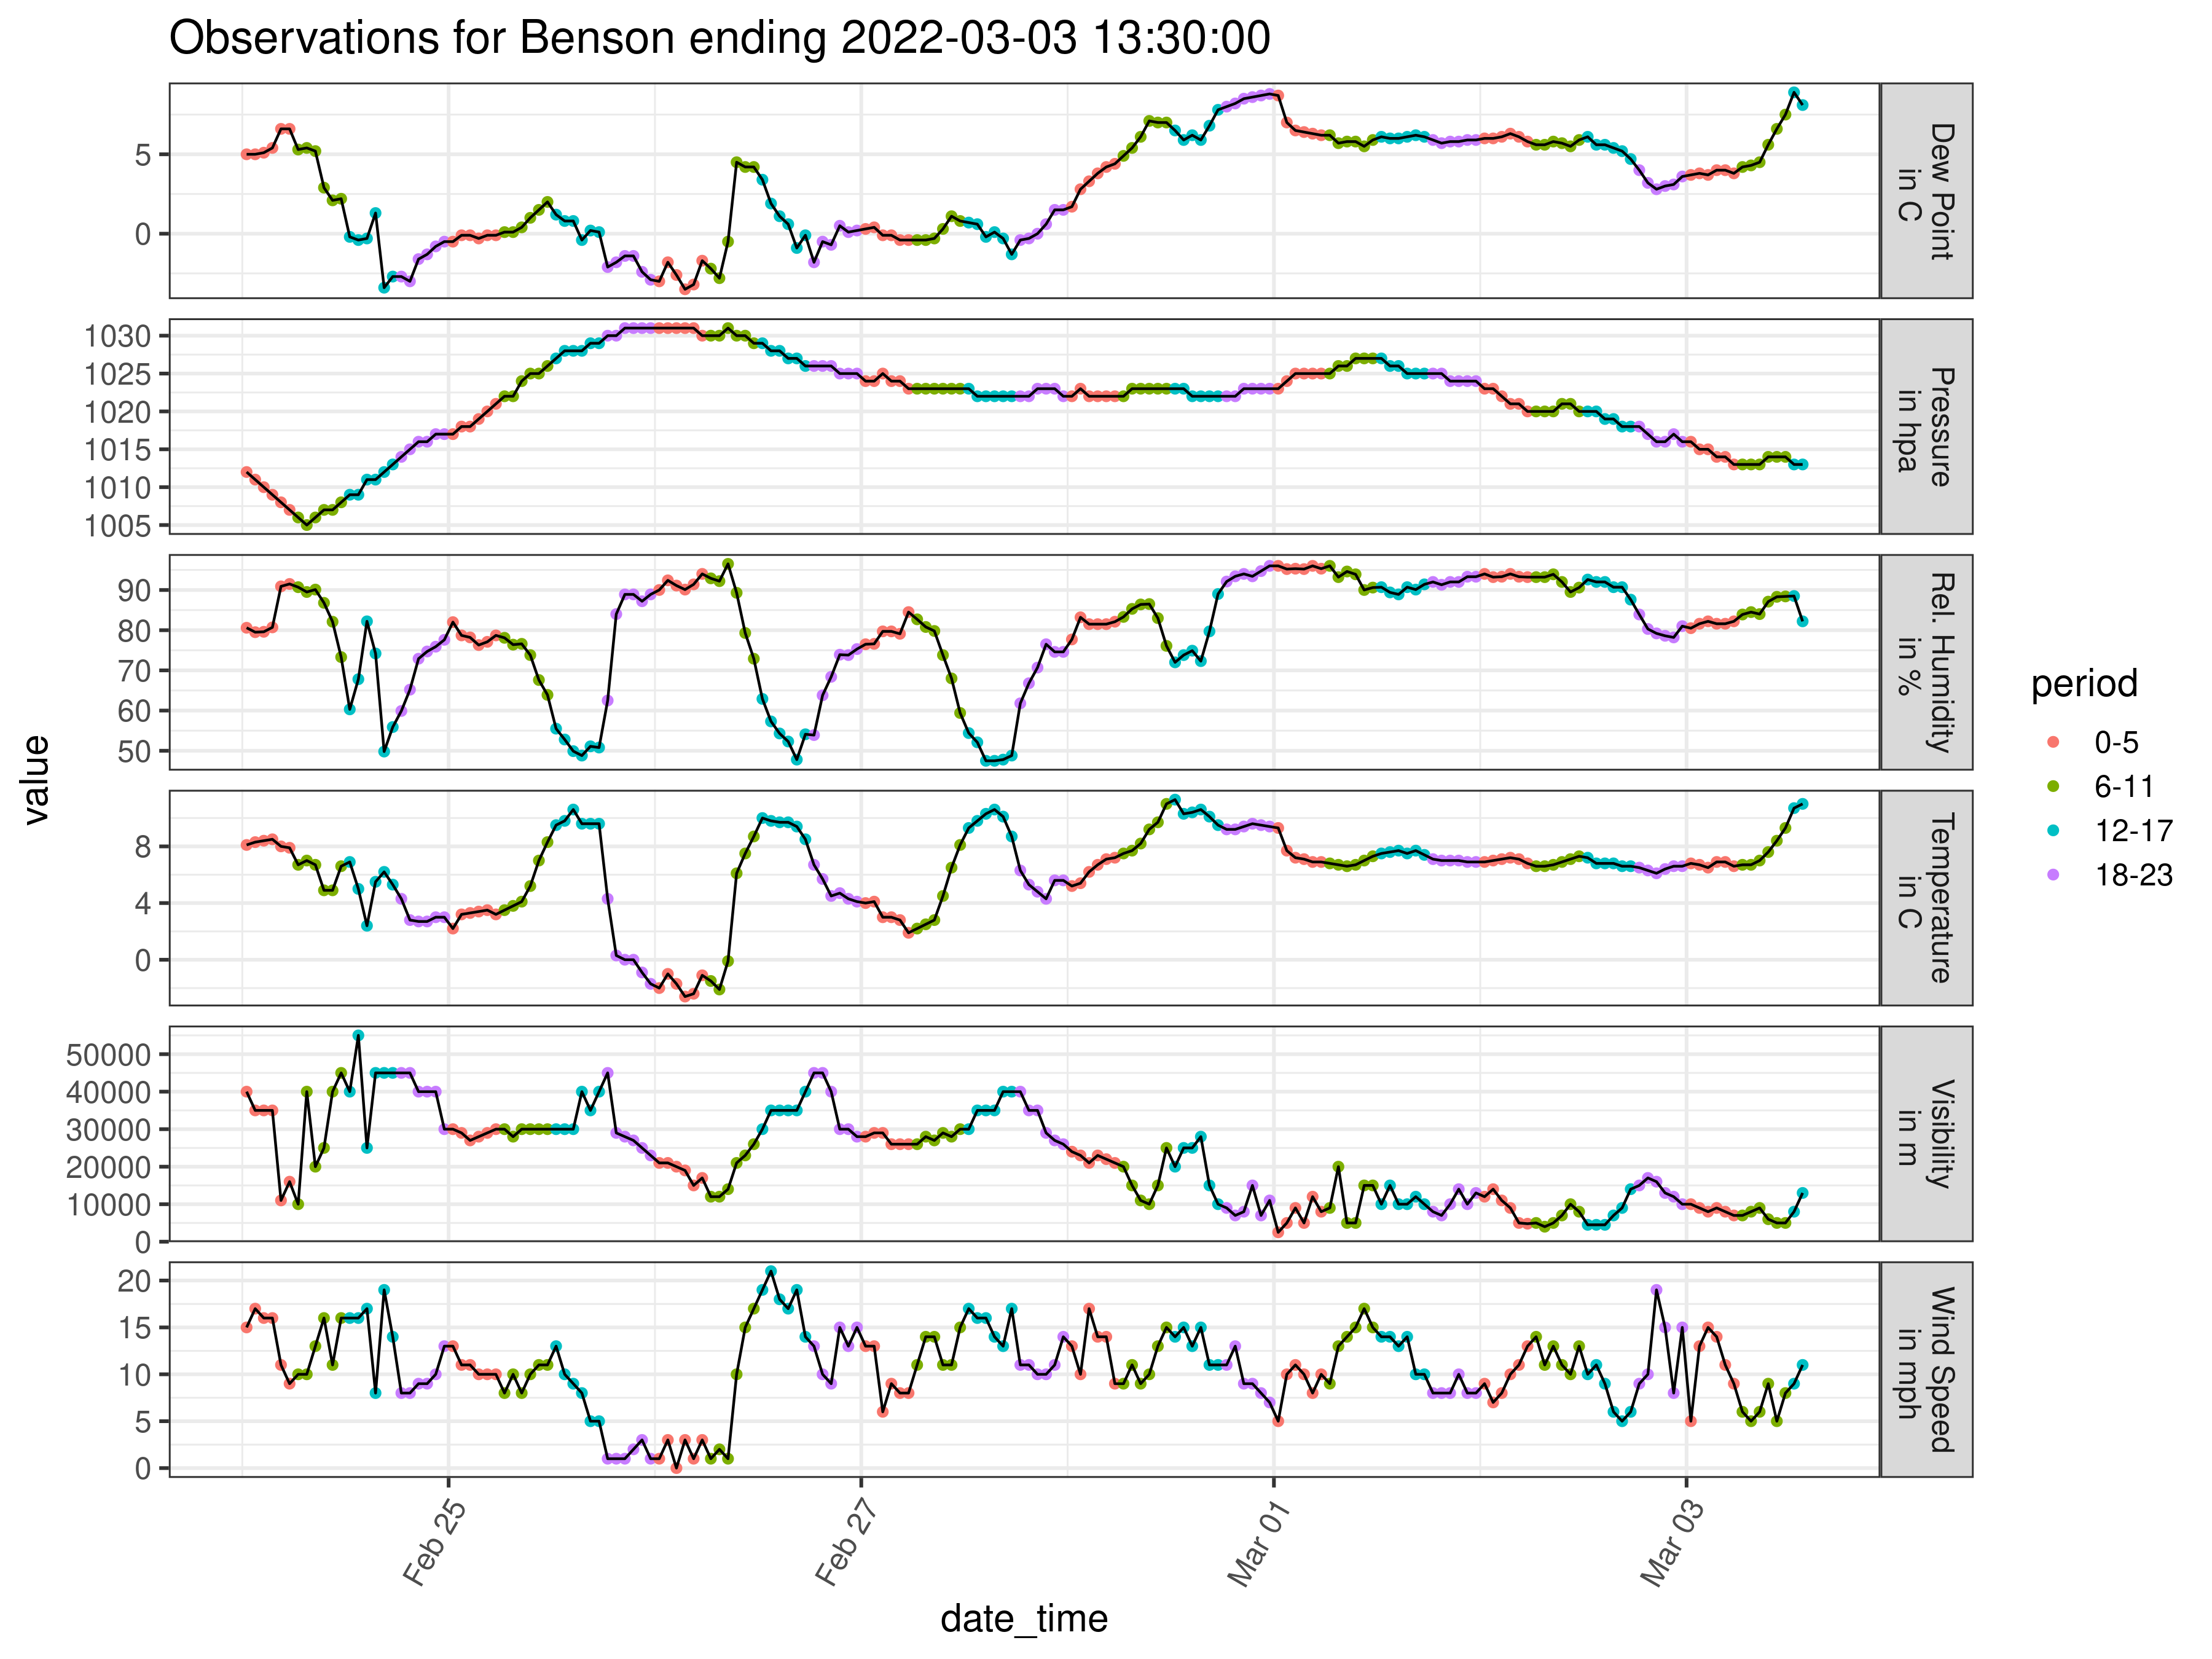 Observations for Benson ending 2022-03-03 13:30:00
value
5
0
Dew Point
in C
1030
1025
1020
1015
1010
1005
Pressure
in hpa
90
80
70
60
50
Rel. Humidity
in %
8
4
0
Temperature
in C
50000
40000
30000
20000
10000
0
Visibility
in m
20
15
10
5
0
Wind Speed
in mph
Feb 25
Feb 27
Mar 01
Mar 03
date_time
period
0-5
6-11
12-17
18-23